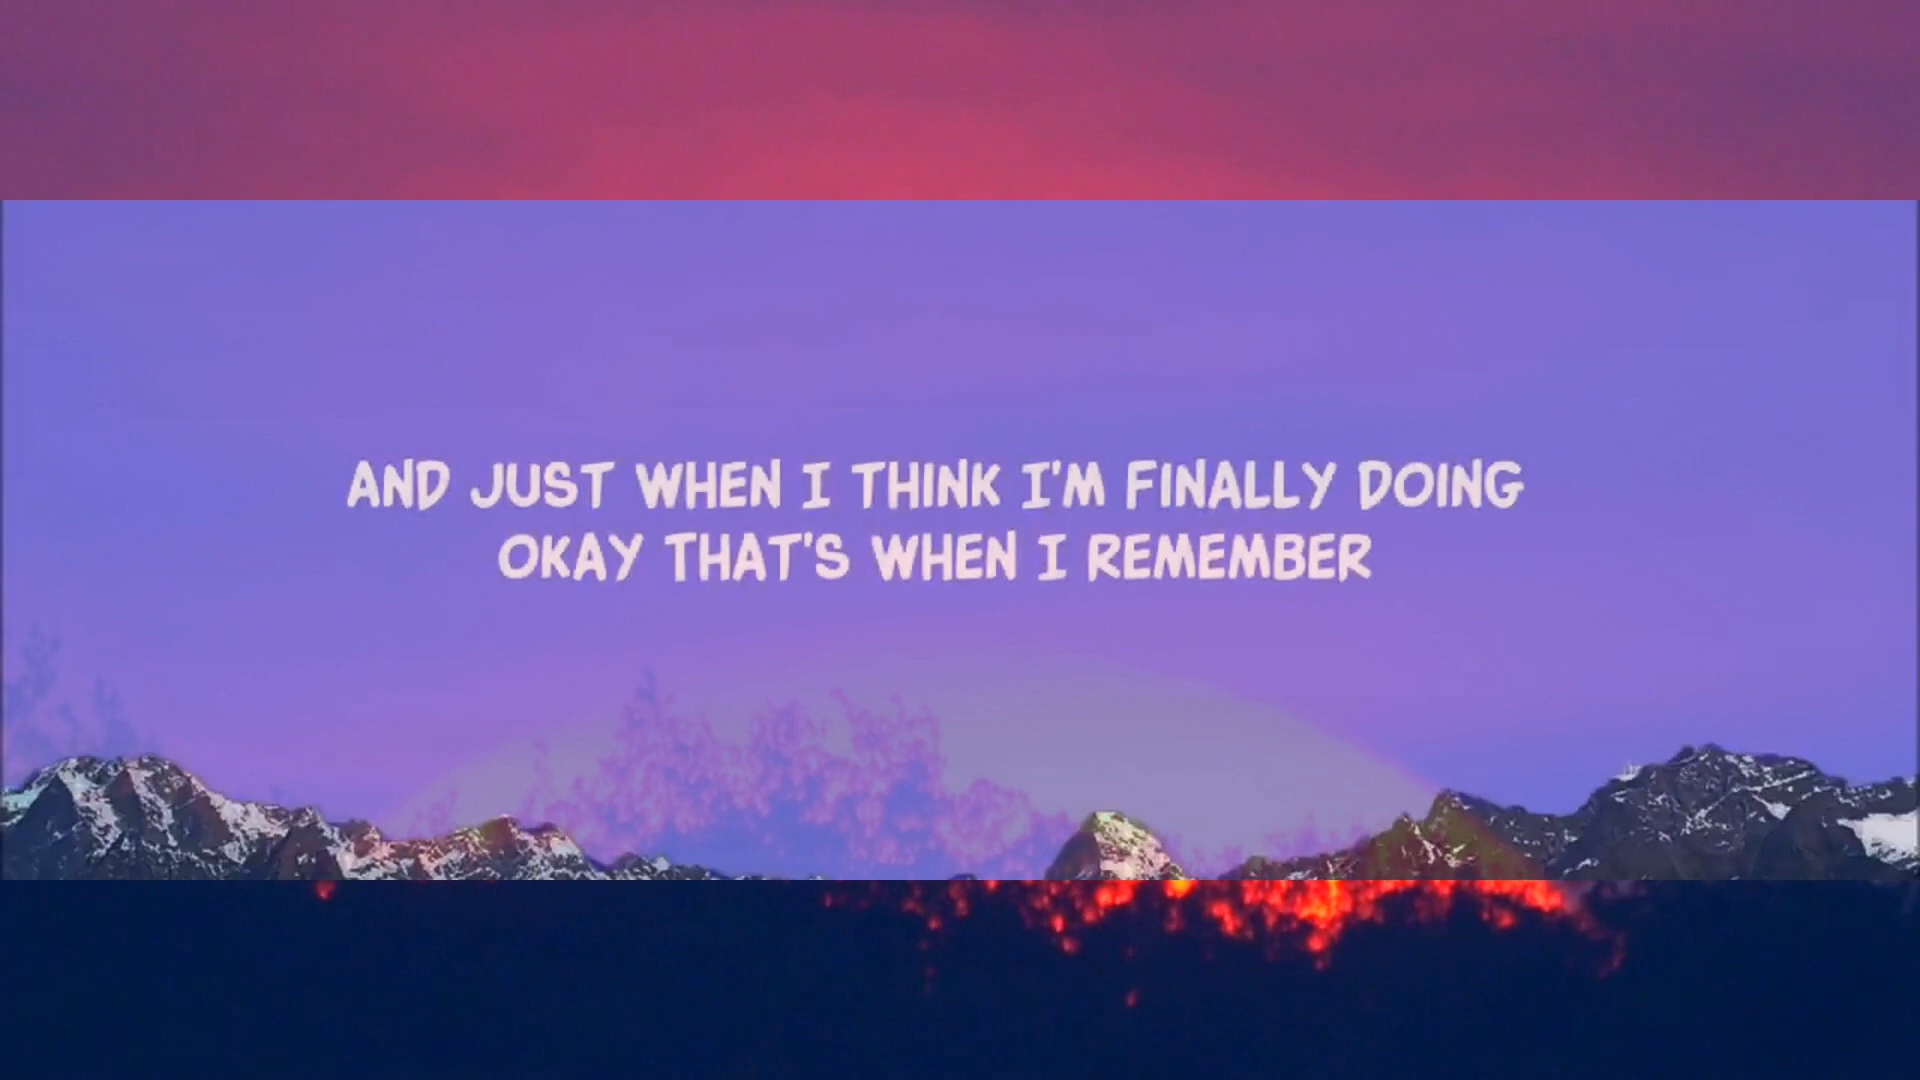 AND JUST WHEN I THINK I'M FINALLY DOING
OKAY THAT'S WHEN I REMEMBER